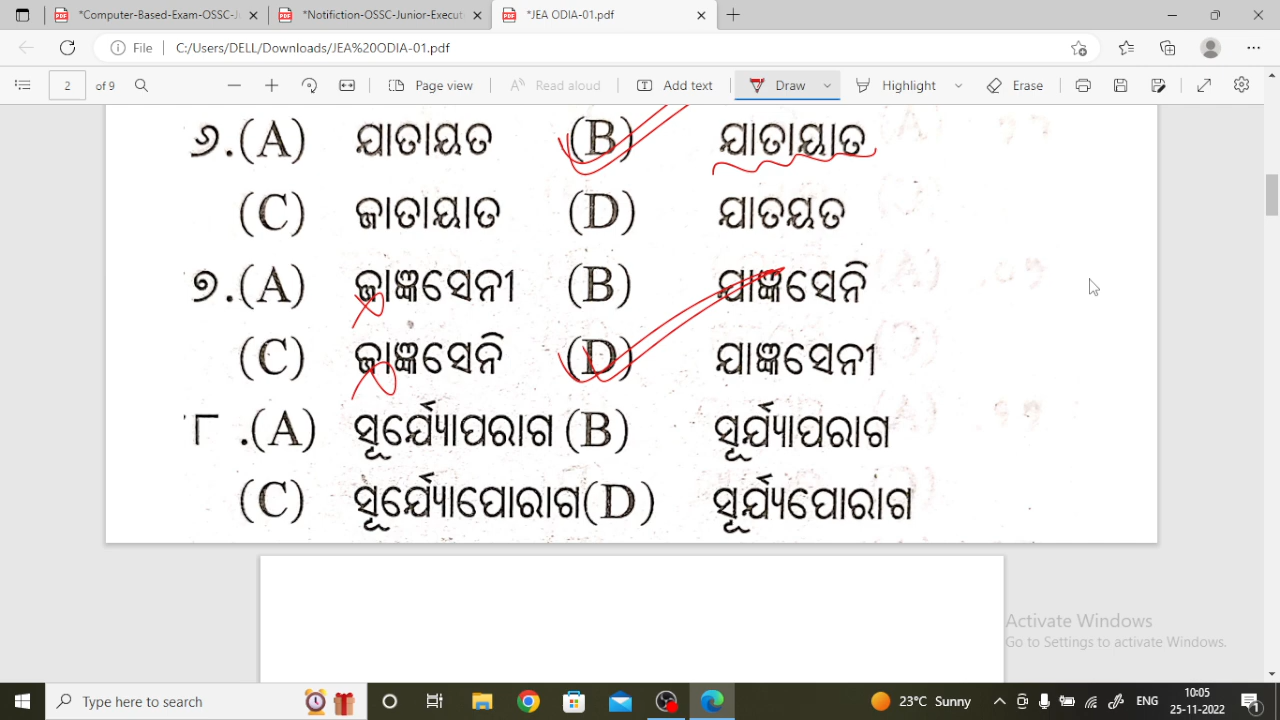 *Computer-Based-Exam-OSSC-J
*Notifiction-OSSC-Junior-Execut
*JEA ODIA-01.pdf
File C:/Users/DELL/Downloads/JEA%20ODIA-01.pdf
2 of 9 Page view Read aloud Add text Draw Highlight Erase
୬.(A) ଯାତାୟତ (B) ଯାତାୟାତ
(C) ଜାତାୟାତ (D) ଯାତୟତ
୭.(A) ଜାଜ୍ଞସେନୀ (B) ଯାଜ୍ଞସେନି
(C) ଜାଜ୍ଞସେନି (D) ଯାଜ୍ଞସେନୀ
୮.(A) ସୂର୍ଯ୍ୟୋପରାଗ (B) ସୂର୍ଯ୍ୟାପରାଗ
(C) ସୂର୍ଯ୍ୟୋପୋରାଗ (D) ସୂର୍ଯ୍ୟପୋରାଗ
Activate Windows
Go to Settings to activate Windows.
Type here to search 23°C Sunny ENG 10:05
25-11-2022